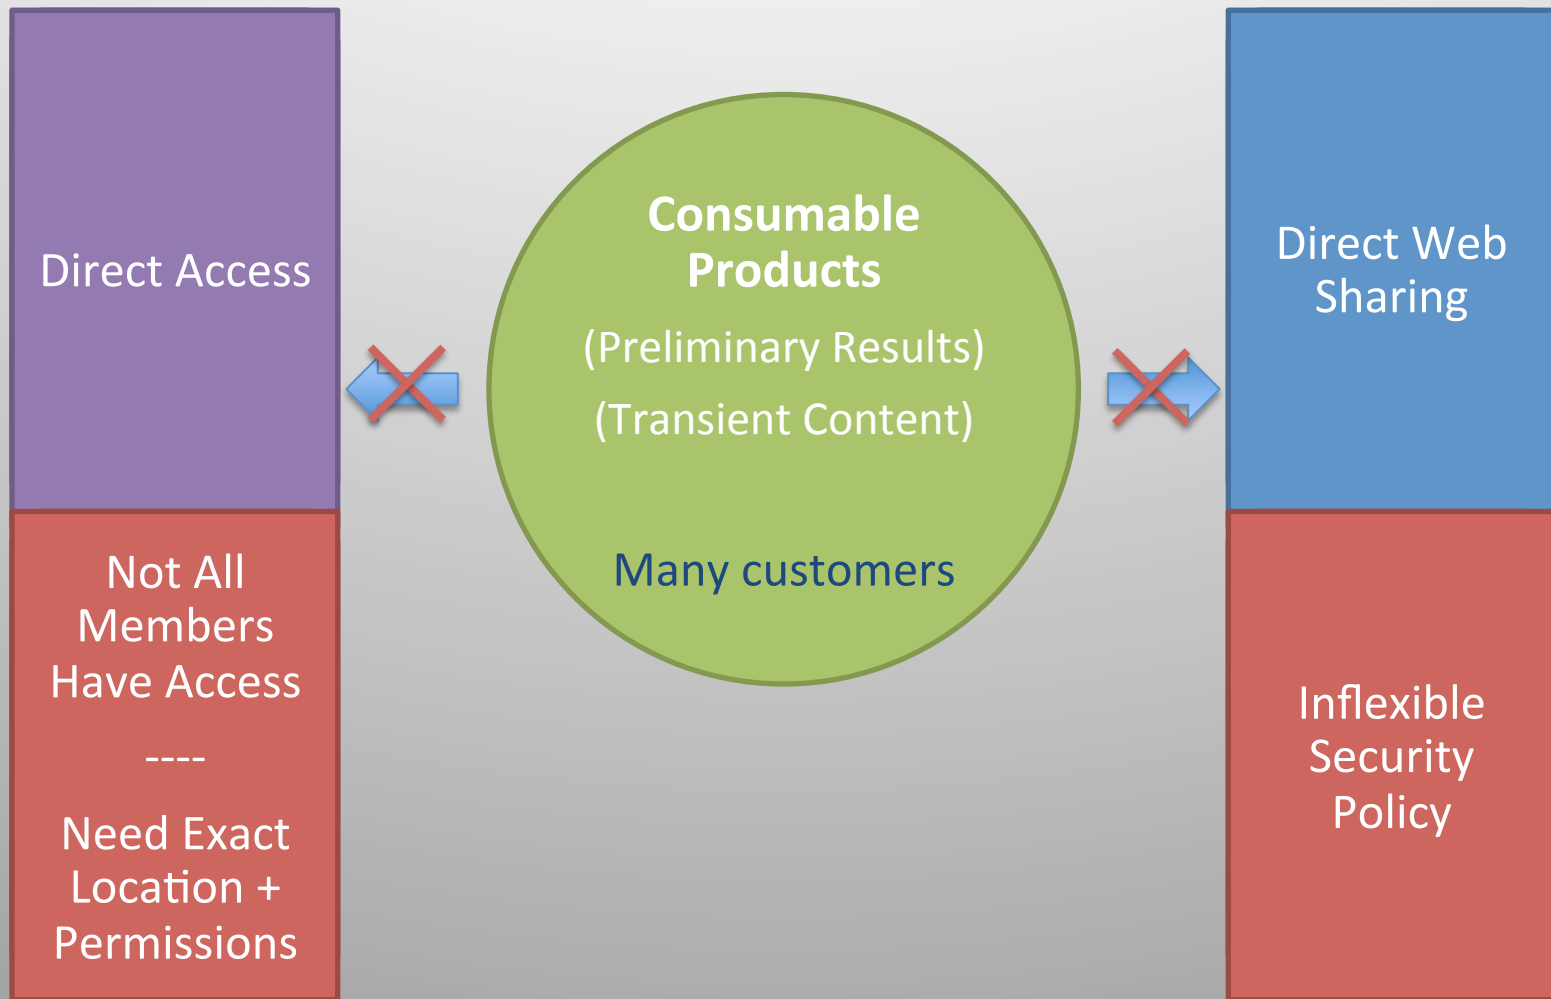 Direct Access
Not All
Members
Have Access
----
Need Exact
Location +
Permissions
Consumable
Products
(Preliminary Results)
(Transient Content)
Many customers
Direct Web
Sharing
Inflexible
Security
Policy